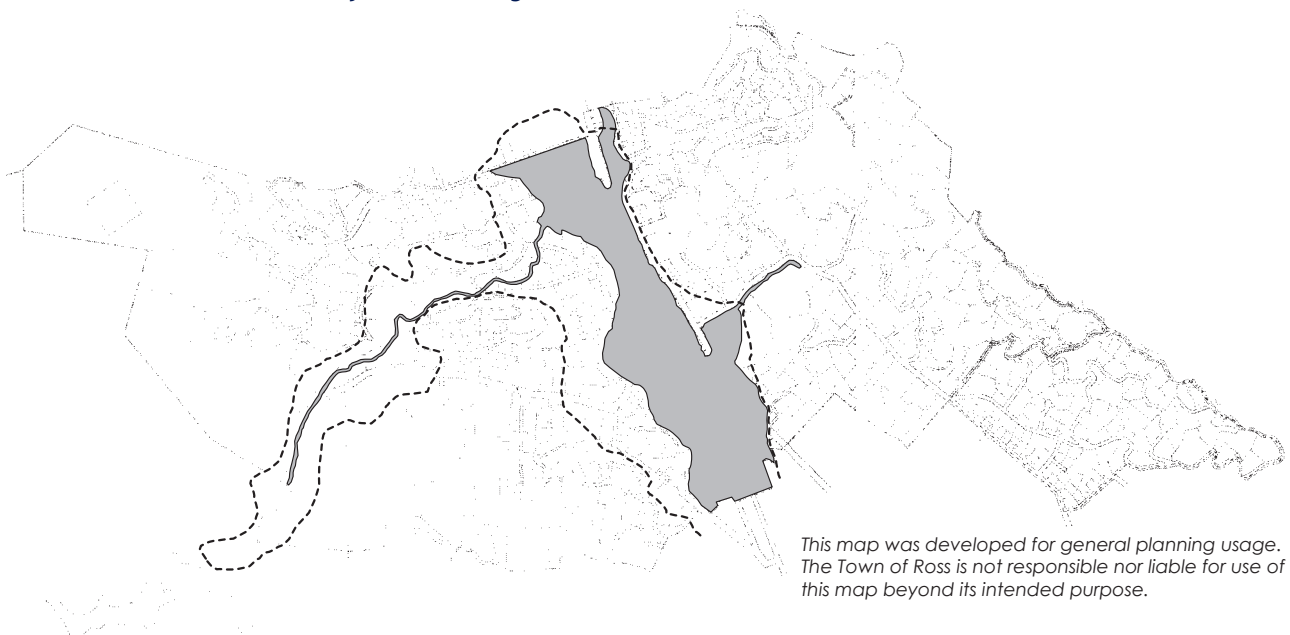 This map was developed for general planning usage.
The Town of Ross is not responsible nor liable for use of
this map beyond its intended purpose.